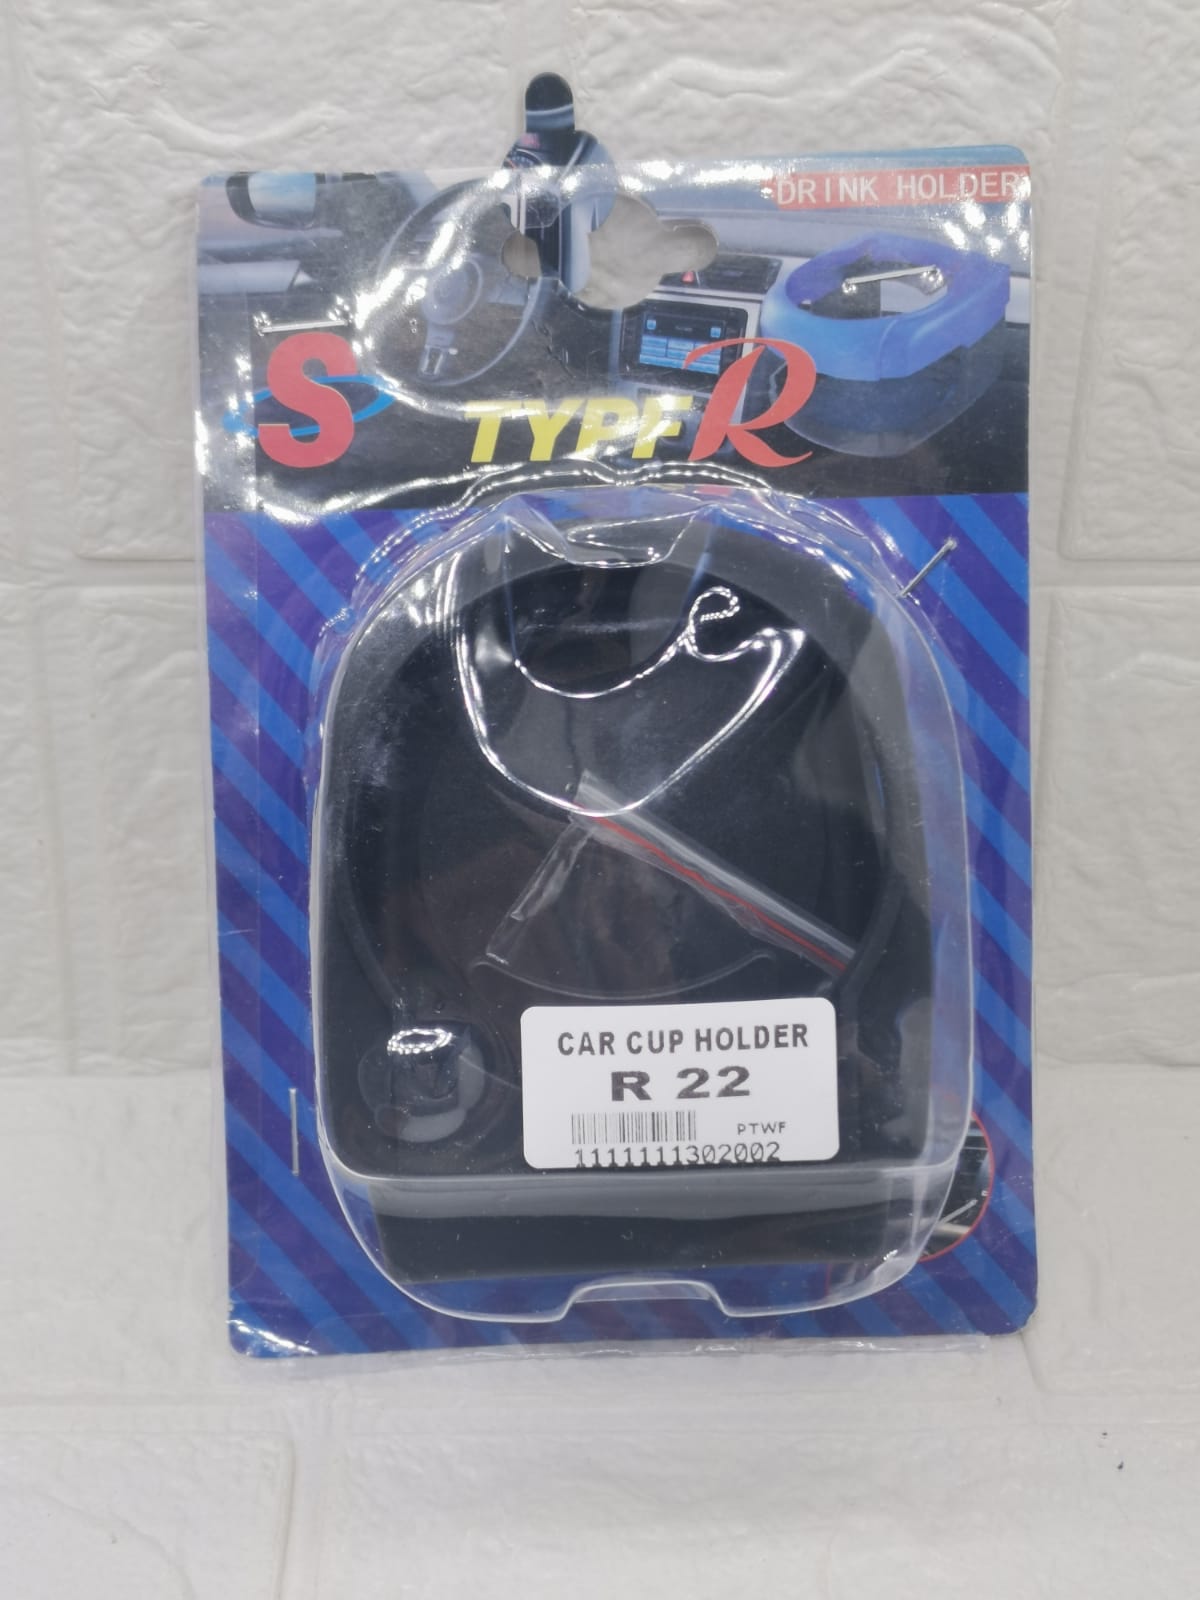 DRINK HOLDER
S
TYPE R
CAR CUP HOLDER
R 22
PTWF
1111111302002